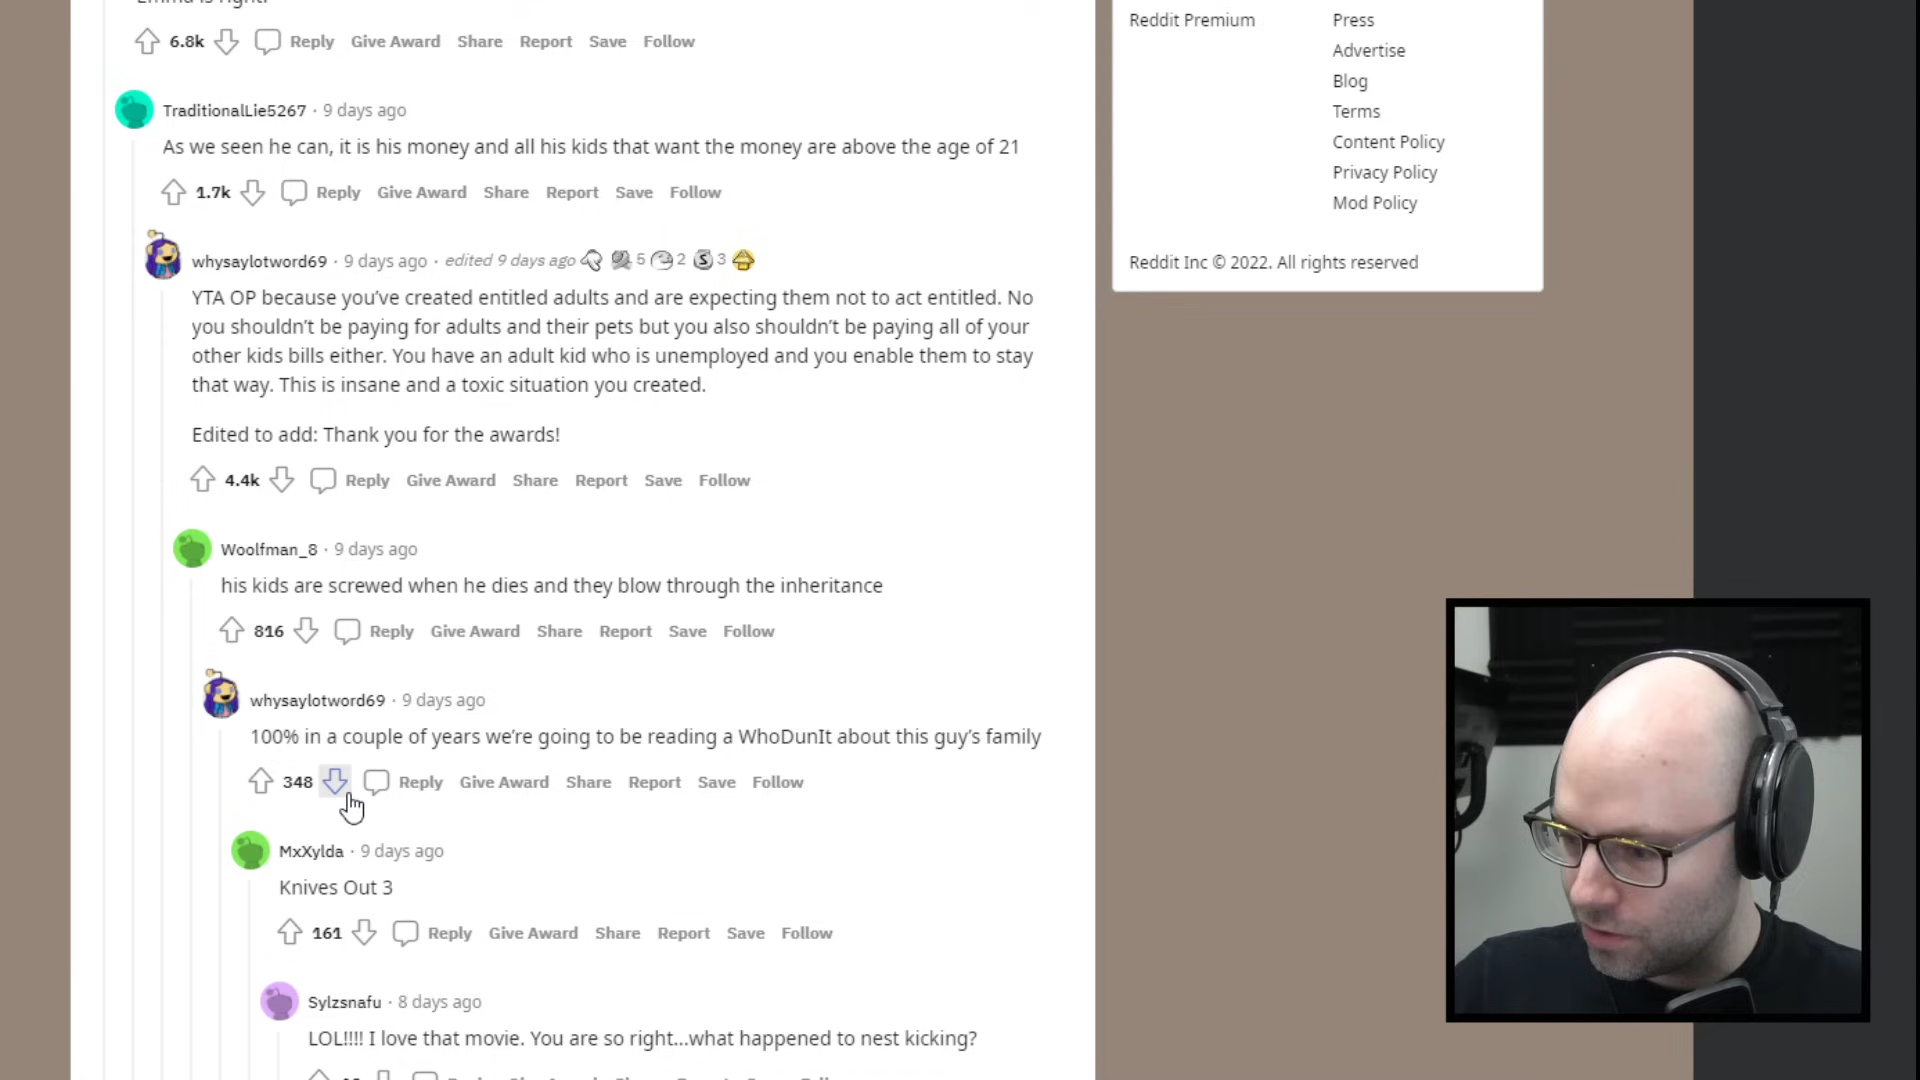 6.8k Reply Give Award Share Report Save Follow
Reddit Premium
Press
Advertise
Blog
Terms
Content Policy
Privacy Policy
Mod Policy
Reddit Inc © 2022. All rights reserved
TraditionalLie5267 · 9 days ago
As we seen he can, it is his money and all his kids that want the money are above the age of 21
1.7k Reply Give Award Share Report Save Follow
whysaylotword69 · 9 days ago · edited 9 days ago 5 2 S 3
YTA OP because you’ve created entitled adults and are expecting them not to act entitled. No
you shouldn’t be paying for adults and their pets but you also shouldn’t be paying all of your
other kids bills either. You have an adult kid who is unemployed and you enable them to stay
that way. This is insane and a toxic situation you created.
Edited to add: Thank you for the awards!
4.4k Reply Give Award Share Report Save Follow
Woolfman_8 · 9 days ago
his kids are screwed when he dies and they blow through the inheritance
816 Reply Give Award Share Report Save Follow
whysaylotword69 · 9 days ago
100% in a couple of years we’re going to be reading a WhoDunIt about this guy’s family
348 Reply Give Award Share Report Save Follow
MxXylda · 9 days ago
Knives Out 3
161 Reply Give Award Share Report Save Follow
Sylzsnafu · 8 days ago
LOL!!!! I love that movie. You are so right...what happened to nest kicking?